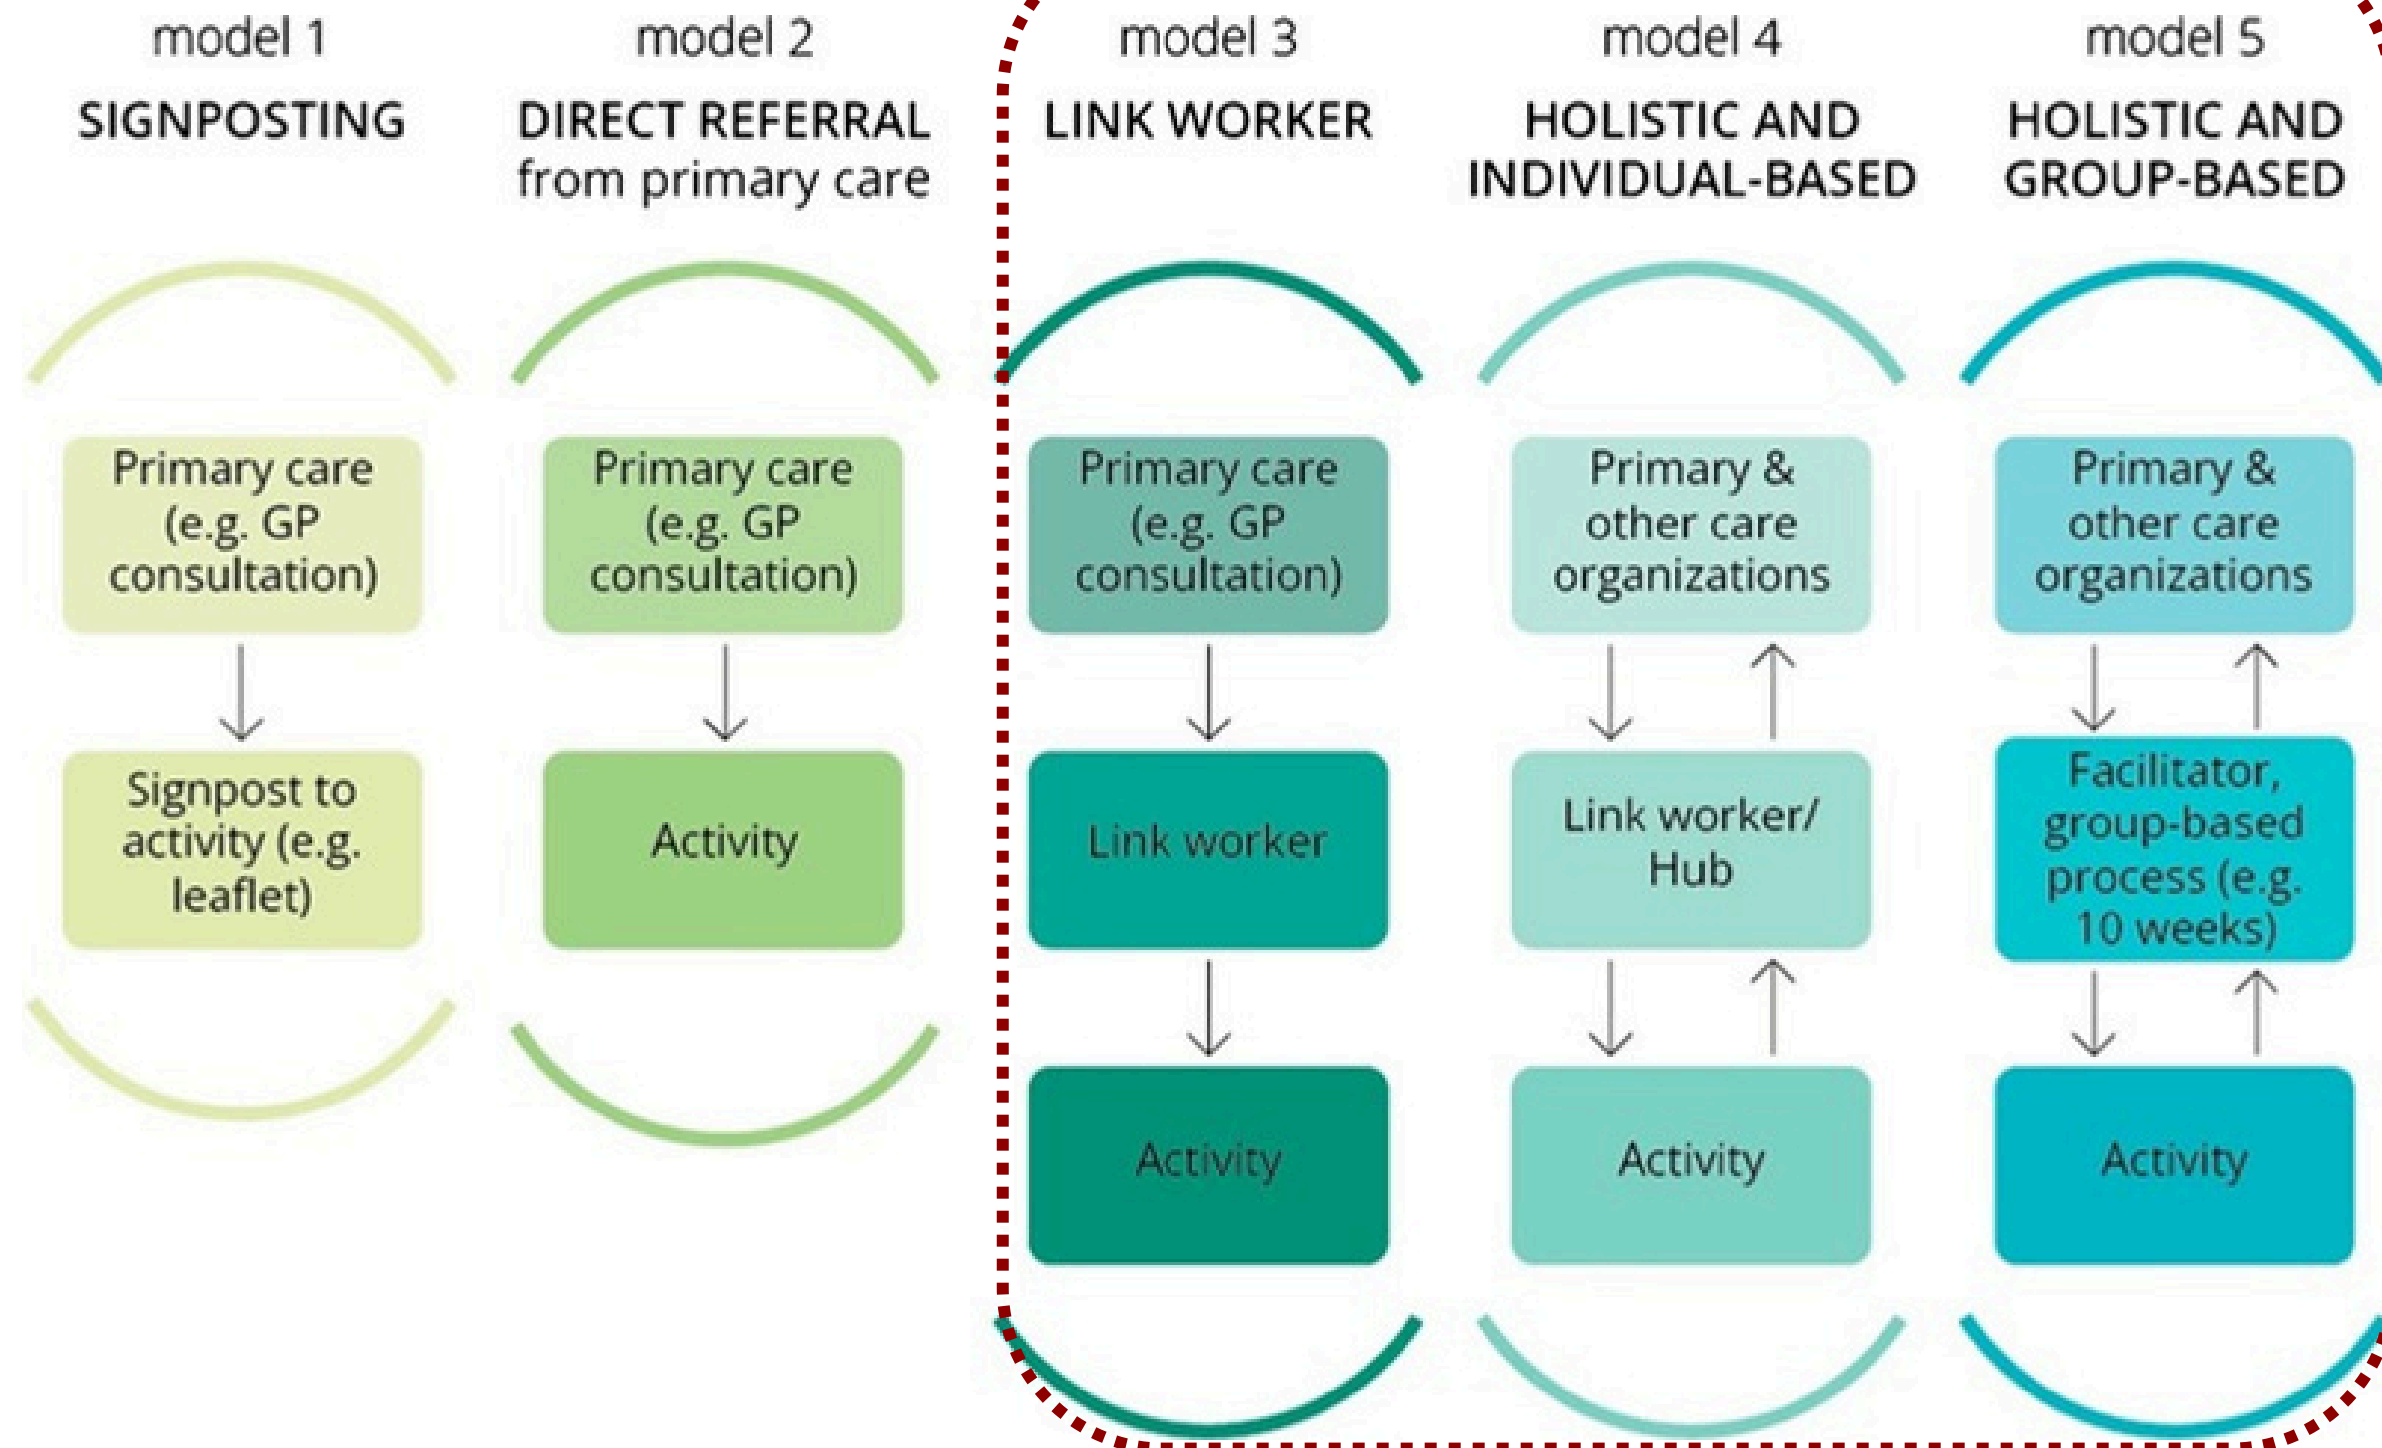 model 1
SIGNPOSTING
Primary care
(e.g. GP
consultation)
Signpost to
activity (e.g.
leaflet)
model 2
DIRECT REFERRAL
from primary care
Primary care
(e.g. GP
consultation)
Activity
model 3
LINK WORKER
Primary care
(e.g. GP
consultation)
Link worker
Activity
model 4
HOLISTIC AND
INDIVIDUAL-BASED
Primary &
other care
organizations
Link worker/
Hub
Activity
model 5
HOLISTIC AND
GROUP-BASED
Primary &
other care
organizations
Facilitator,
group-based
process (e.g.
10 weeks)
Activity